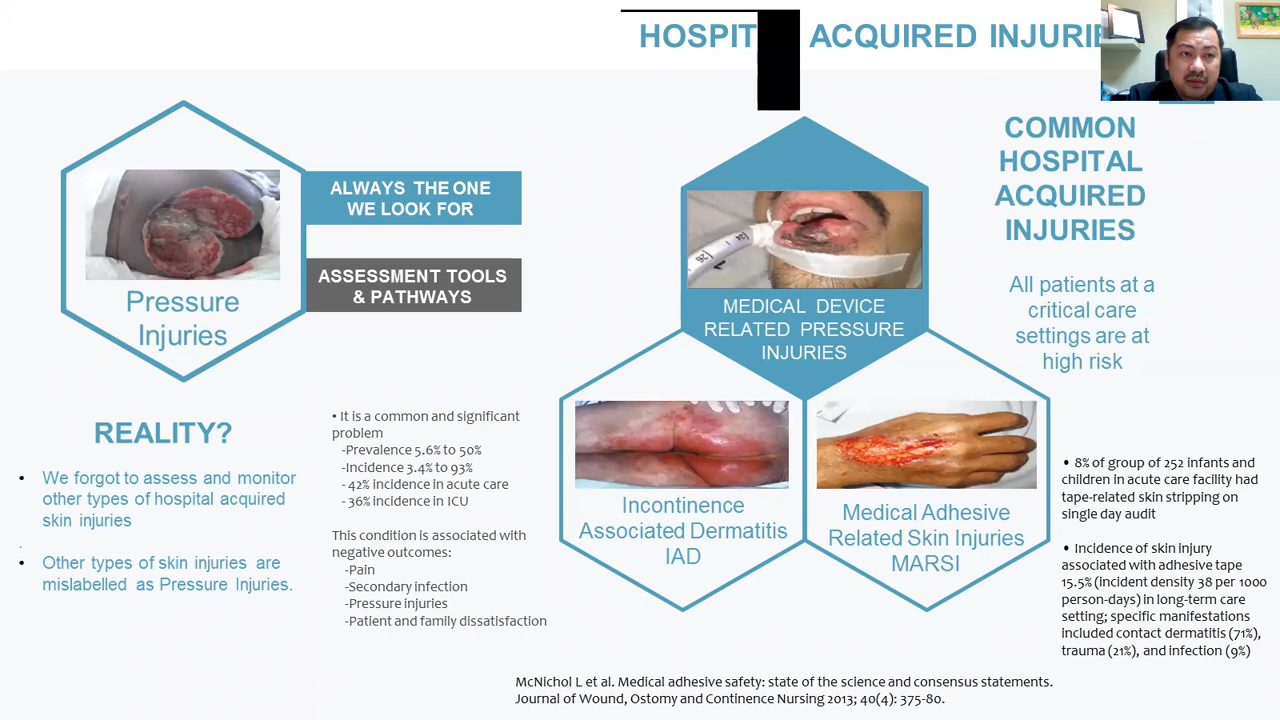 HOSPIT ACQUIRED INJURIE
Pressure
Injuries
ALWAYS THE ONE
WE LOOK FOR
ASSESSMENT TOOLS
& PATHWAYS
REALITY?
• We forgot to assess and monitor
other types of hospital acquired
skin injuries
.
• Other types of skin injuries are
mislabelled as Pressure Injuries.
• It is a common and significant
problem
-Prevalence 5.6% to 50%
-Incidence 3.4% to 93%
- 42% incidence in acute care
- 36% incidence in ICU
This condition is associated with
negative outcomes:
-Pain
-Secondary infection
-Pressure injuries
-Patient and family dissatisfaction
MEDICAL DEVICE
RELATED PRESSURE
INJURIES
Incontinence
Associated Dermatitis
IAD
Medical Adhesive
Related Skin Injuries
MARSI
COMMON
HOSPITAL
ACQUIRED
INJURIES
All patients at a
critical care
settings are at
high risk
• 8% of group of 252 infants and
children in acute care facility had
tape-related skin stripping on
single day audit
• Incidence of skin injury
associated with adhesive tape
15.5% (incident density 38 per 1000
person-days) in long-term care
setting; specific manifestations
included contact dermatitis (71%),
trauma (21%), and infection (9%)
McNichol L et al. Medical adhesive safety: state of the science and consensus statements.
Journal of Wound, Ostomy and Continence Nursing 2013; 40(4): 375-80.